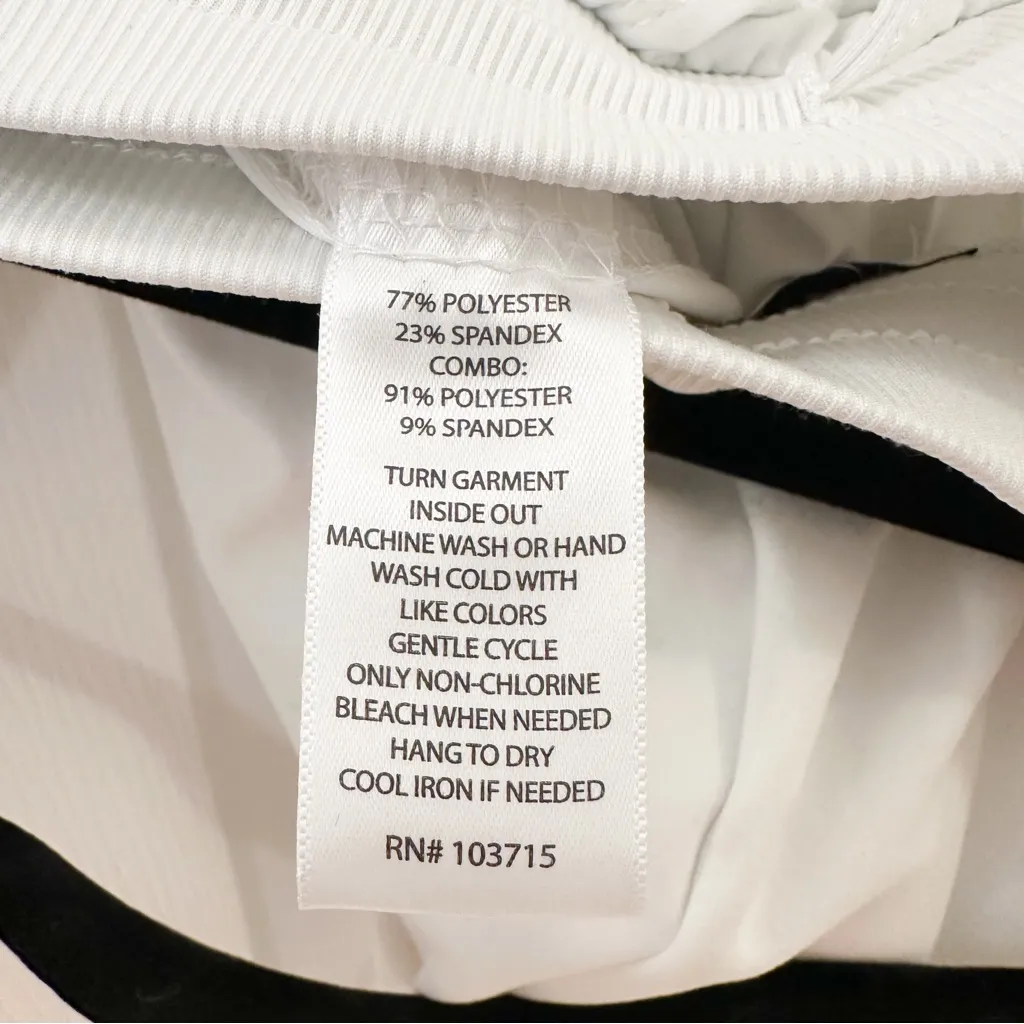 77% POLYESTER
23% SPANDEX
COMBO:
91% POLYESTER
9% SPANDEX
TURN GARMENT
INSIDE OUT
MACHINE WASH OR HAND
WASH COLD WITH
LIKE COLORS
GENTLE CYCLE
ONLY NON-CHLORINE
BLEACH WHEN NEEDED
HANG TO DRY
COOL IRON IF NEEDED
RN# 103715